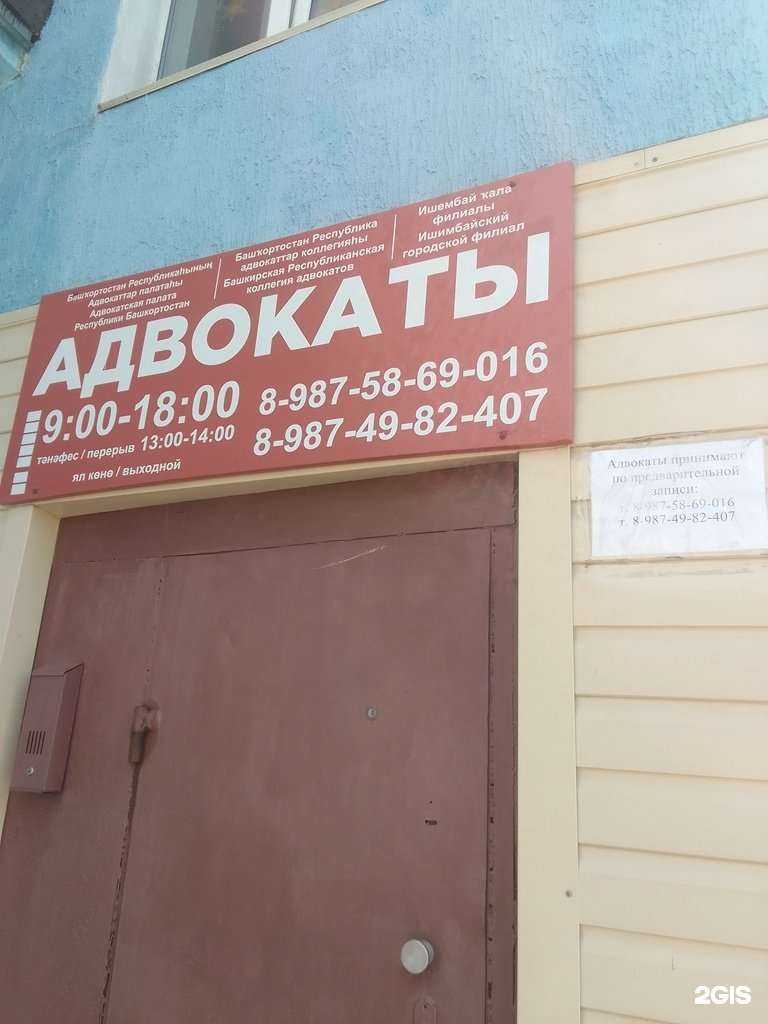 Башҡортостан Республикаһының
Адвокаттар палатаһы
Адвокатская палата
Республики Башкортостан
Башҡортостан Республика
адвокаттар коллегияһы
Башкирская Республиканская
коллегия адвокатов
Ишембай ҡала
филиалы
Ишимбайский
городской филиал
АДВОКАТЫ
9:00-18:00
тәнәфес / перерыв 13:00-14:00
ял көнө / выходной
8-987-58-69-016
8-987-49-82-407
Адвокаты принимают
по предварительной
записи:
т. 8-987-58-69-016
т. 8-987-49-82-407
2GIS